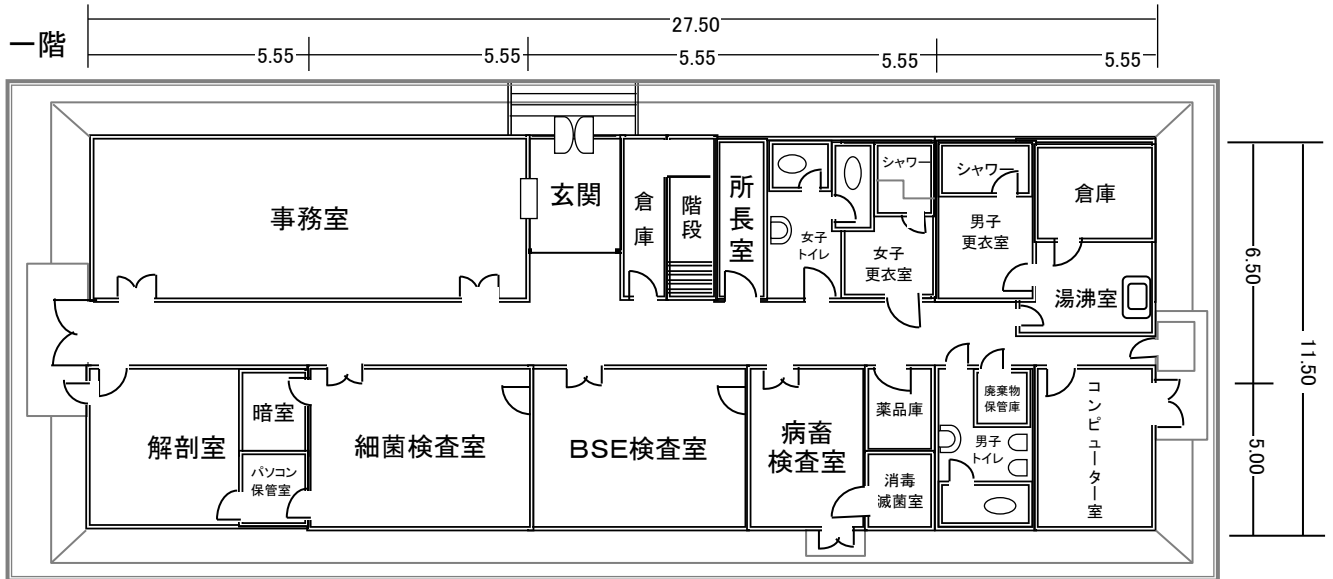 一階
27.50
5.55
5.55
5.55
5.55
5.55
事務室
玄関
倉
庫
階
段
所
長
室
女子
トイレ
シャワー
女子
更衣室
シャワー
男子
更衣室
倉庫
湯沸室
6.50
11.50
5.00
解剖室
暗室
パソコン
保管室
細菌検査室
BSE検査室
病畜
検査室
薬品庫
消毒
滅菌室
廃棄物
保管庫
男子
トイレ
コンピューター室